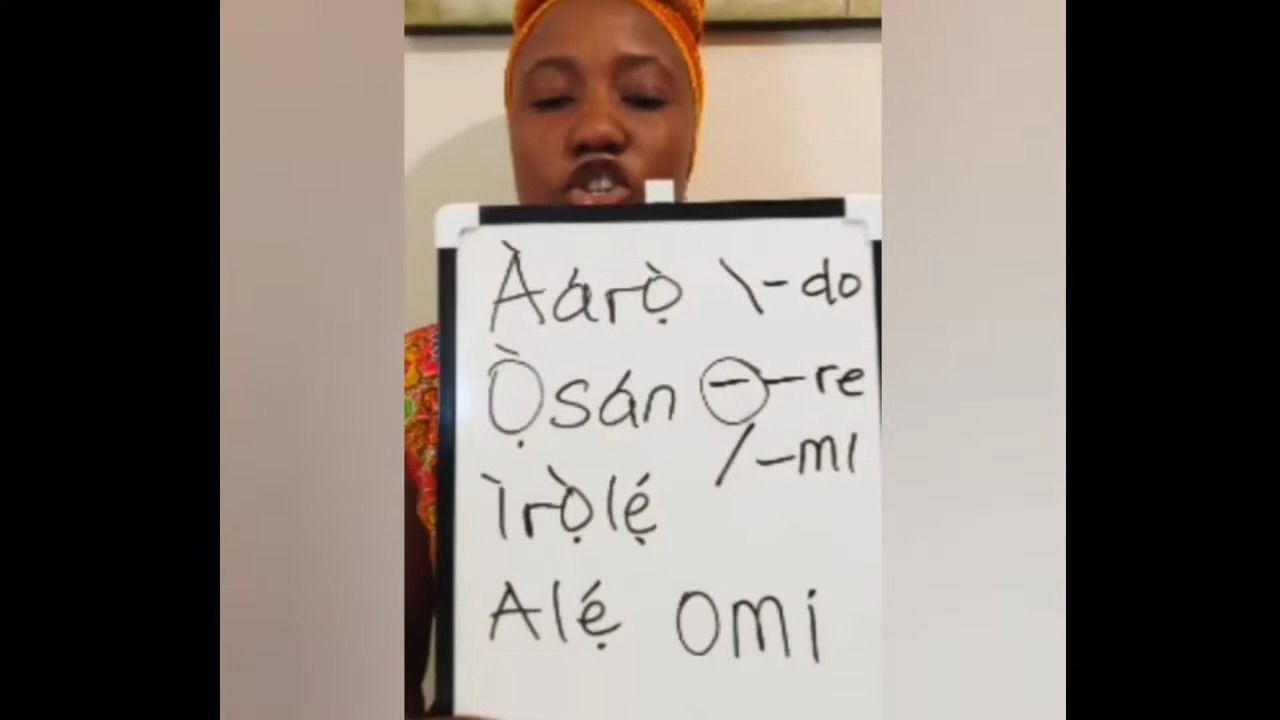 Àárọ̀ \-do
Ọ̀sán —-re
/-mi
Ìrọ̀lẹ́
Alẹ́ omi